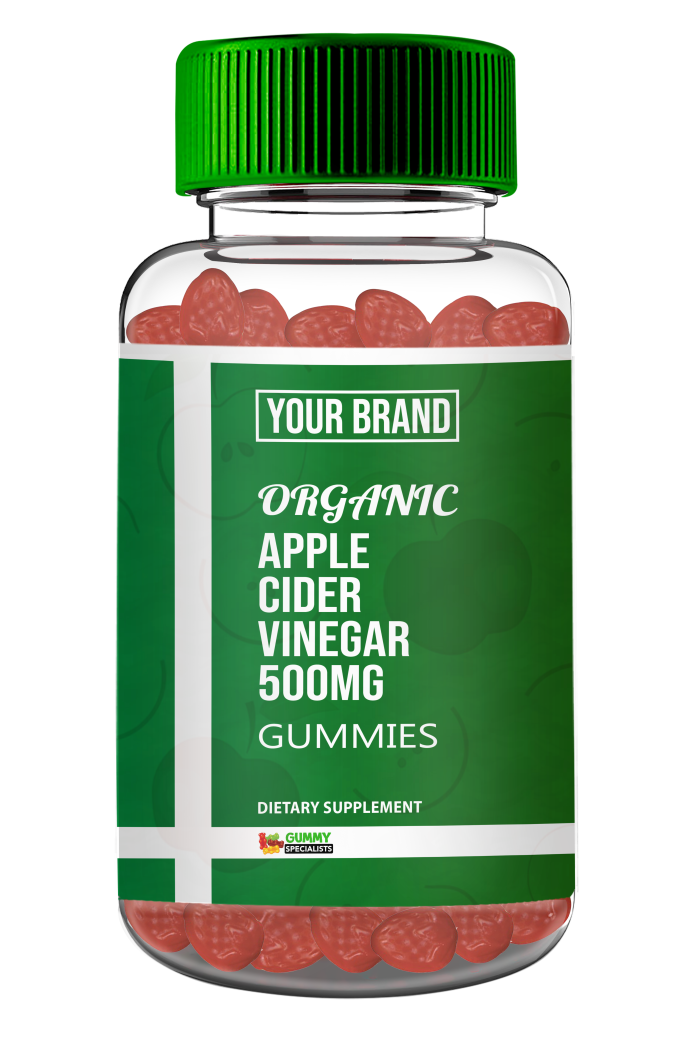 YOUR BRAND
ORGANIC
APPLE
CIDER
VINEGAR
500MG
GUMMIES
DIETARY SUPPLEMENT
GUMMY
SPECIALISTS